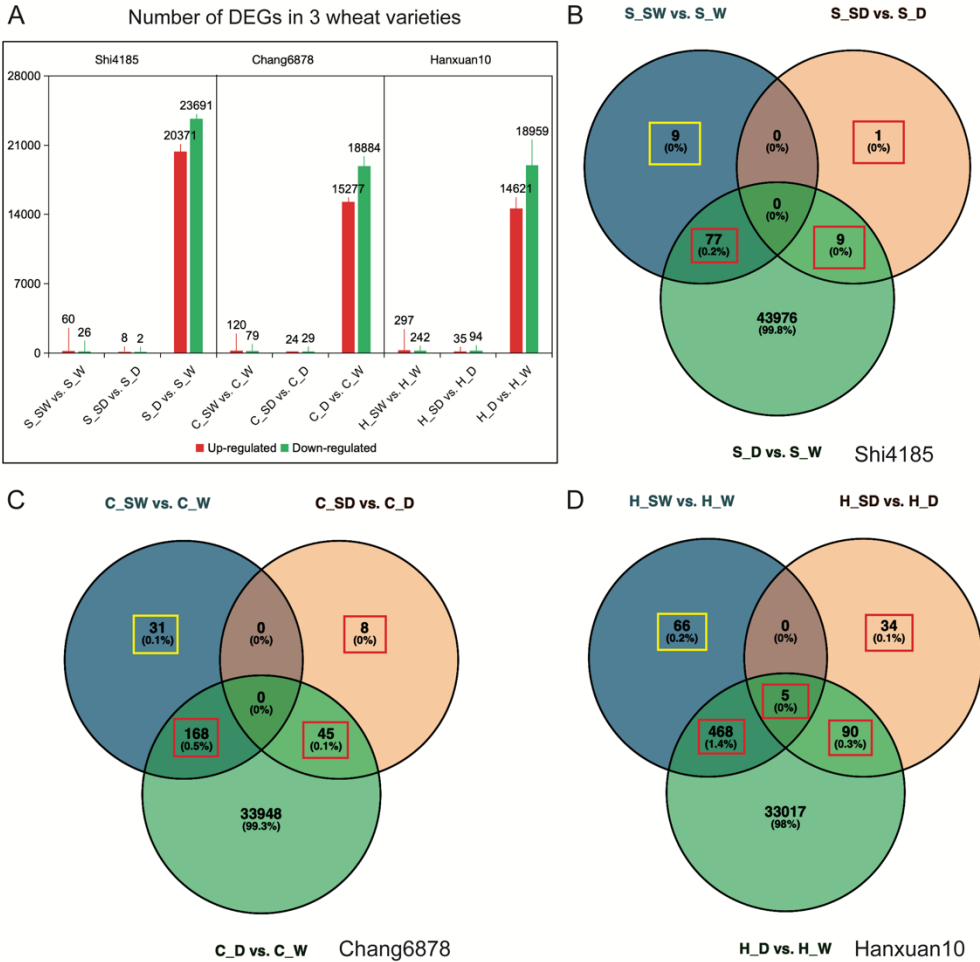 A
Number of DEGs in 3 wheat varieties
Shi4185
Chang6878
Hanxuan10
28000
21000
14000
7000
0
60
26
8
2
20371
23691
120
79
24
29
15277
18884
297
242
35
94
14621
18959
S_SW vs. S_W
S_SD vs. S_D
S_D vs. S_W
C_SW vs. C_W
C_SD vs. C_D
C_D vs. C_W
H_SW vs. H_W
H_SD vs. H_D
H_D vs. H_W
Up-regulated
Down-regulated
B
S_SW vs. S_W
S_SD vs. S_D
9
(0%)
0
(0%)
1
(0%)
0
(0%)
77
(0.2%)
9
(0%)
43976
(99.8%)
S_D vs. S_W
Shi4185
C
C_SW vs. C_W
C_SD vs. C_D
31
(0.1%)
0
(0%)
8
(0%)
0
(0%)
168
(0.5%)
45
(0.1%)
33948
(99.3%)
C_D vs. C_W
Chang6878
D
H_SW vs. H_W
H_SD vs. H_D
66
(0.2%)
0
(0%)
34
(0.1%)
5
(0%)
468
(1.4%)
90
(0.3%)
33017
(98%)
H_D vs. H_W
Hanxuan10